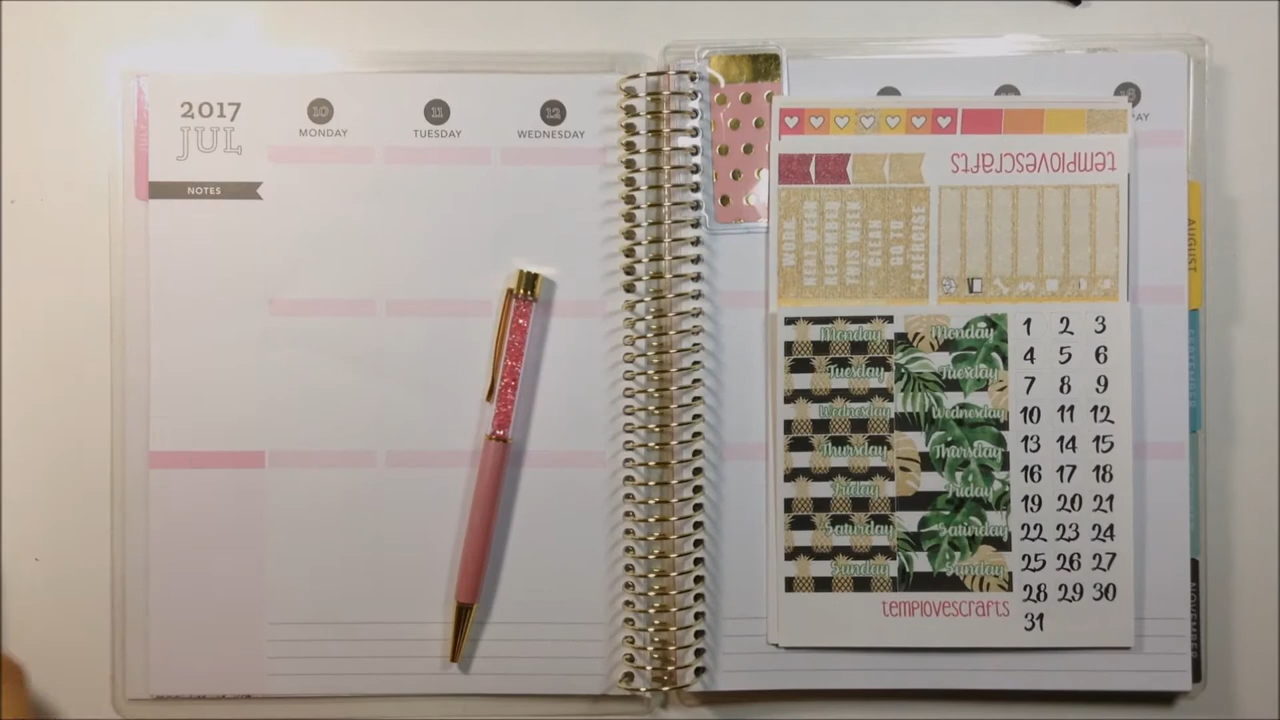 2017
JUL
10
11
12
MONDAY
TUESDAY
WEDNESDAY
NOTES
templovescrafts
WORK
NEXT WEEK
REMEMBER
THIS WEEK
CLEAN
GO TO
EXERCISE
AUGUST
SEPTEMBER
NOVEMBER
Monday
Monday
Tuesday
Tuesday
Wednesday
Wednesday
Thursday
Thursday
Friday
Friday
Saturday
Saturday
Sunday
Sunday
templovescrafts
1 2 3
4 5 6
7 8 9
10 11 12
13 14 15
16 17 18
19 20 21
22 23 24
25 26 27
28 29 30
31